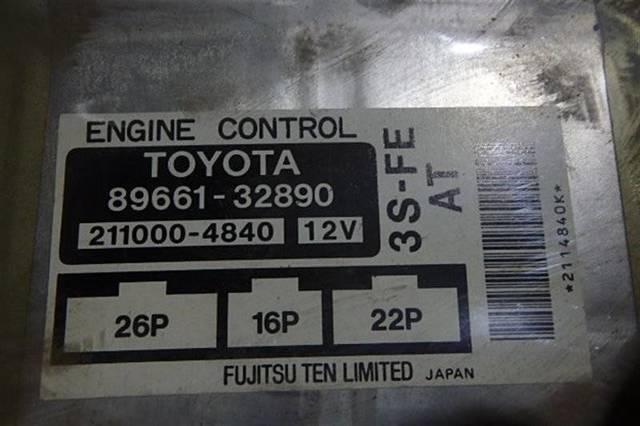 ENGINE CONTROL
TOYOTA
89661-32890
211000-4840 12V
3S-FE
AT
*2114840K*
26P 16P 22P
FUJITSU TEN LIMITED JAPAN